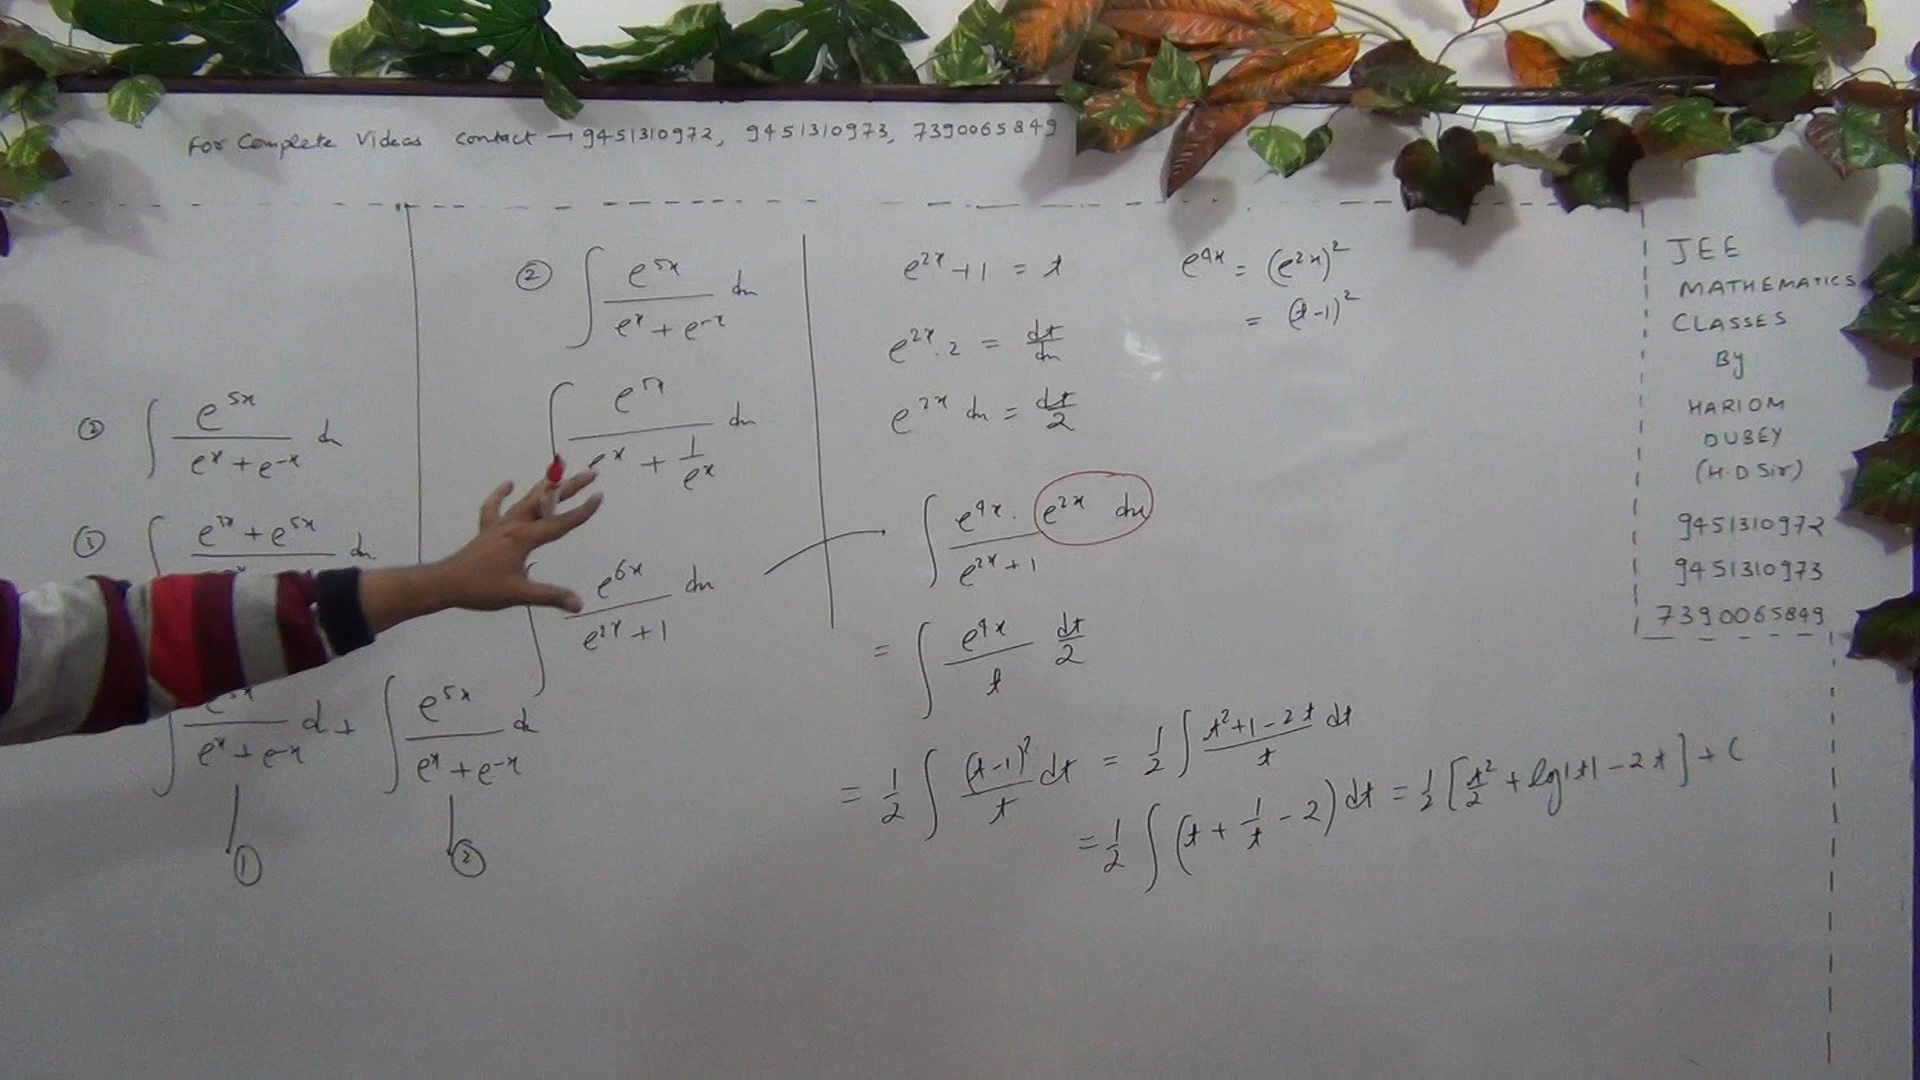 For Complete Videos Contact → 9451310972, 9451310973, 7390065849
② ∫ e^5x / (e^x + e^-x) dx
③ ∫ (e^3x + e^5x) / dx
∫ / (e^x + e^-x) d + ∫ e^5x / (e^x + e^-x) dx
① ②
② ∫ e^5x / (e^x + e^-x) dx
∫ e^5x / (e^x + 1/e^x) dx
∫ e^6x / (e^2x + 1) dx
e^2x + 1 = t
e^2x . 2 = dt/dx
e^2x dx = dt/2
e^4x = (e^2x)^2
= (t-1)^2
∫ e^4x . e^2x dx / (e^2x + 1)
= ∫ e^4x / t dt/2
= 1/2 ∫ (t-1)^2 / t dt = 1/2 ∫ (t^2+1-2t) / t dt
= 1/2 ∫ (t + 1/t - 2) dt = 1/2 [t^2/2 + log|t| - 2t] + C
JEE
MATHEMATICS
CLASSES
By
HARIOM
DUBEY
(H.D Sir)
9451310972
9451310973
7390065849